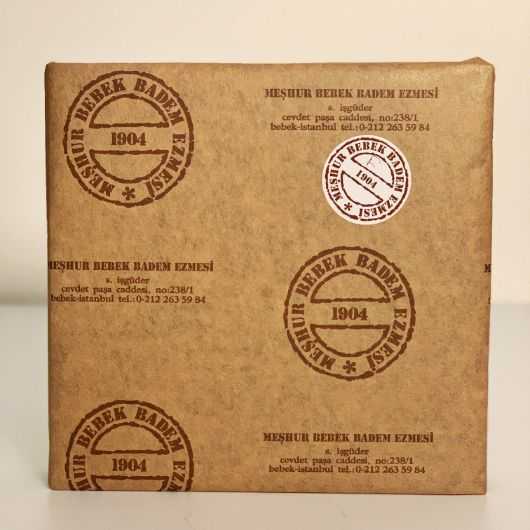 MEŞHUR BEBEK BADEM EZMESİ
1904
MEŞHUR BEBEK BADEM EZMESİ
s. işgüder
cevdet paşa caddesi, no:238/1
bebek-istanbul tel.:0-212 263 59 84
MEŞHUR BEBEK BADEM EZMESİ
1904
MEŞHUR BEBEK BADEM EZMESİ
s. işgüder
cevdet paşa caddesi, no:238/1
bebek-istanbul tel.:0-212 263 59 84
MEŞHUR BEBEK BADEM EZMESİ
1904
BEBEK BADEM EZMESİ
1904
MEŞHUR BEBEK BADEM EZMESİ
s. işgüder
cevdet paşa caddesi, no:238/1
bebek-istanbul tel.:0-212 263 59 84